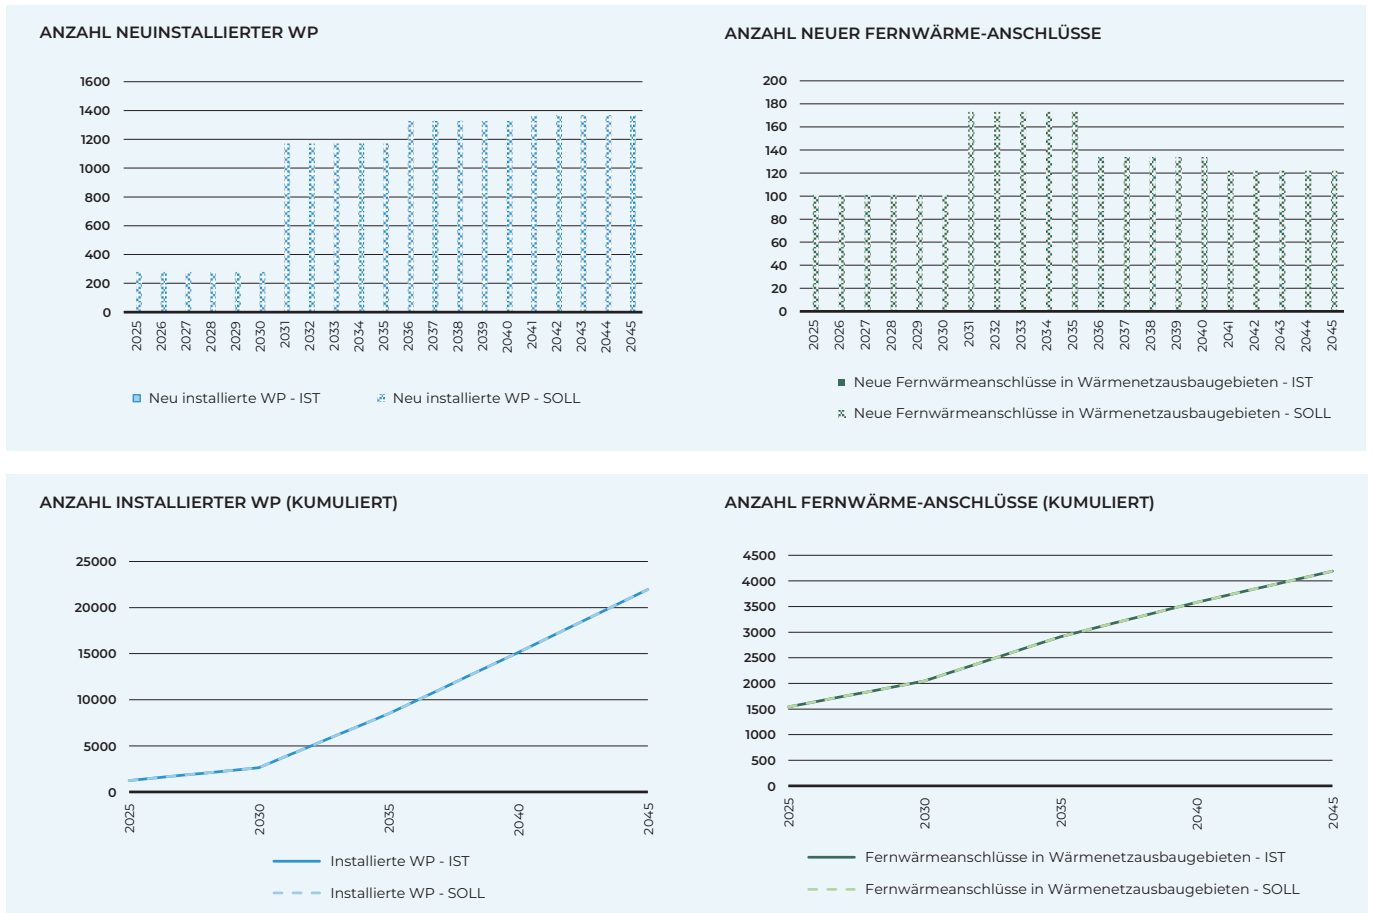 ANZAHL NEUINSTALLIERTER WP
1600
1400
1200
1000
800
600
400
200
0
2025 2026 2027 2028 2029 2030 2031 2032 2033 2034 2035 2036 2037 2038 2039 2040 2041 2042 2043 2044 2045
Neu installierte WP - IST
Neu installierte WP - SOLL
ANZAHL NEUER FERNWÄRME-ANSCHLÜSSE
200
180
160
140
120
100
80
60
40
20
0
2025 2026 2027 2028 2029 2030 2031 2032 2033 2034 2035 2036 2037 2038 2039 2040 2041 2042 2043 2044 2045
Neue Fernwärmeanschlüsse in Wärmenetzausbaugebieten - IST
Neue Fernwärmeanschlüsse in Wärmenetzausbaugebieten - SOLL
ANZAHL INSTALLIERTER WP (KUMULIERT)
25000
20000
15000
10000
5000
0
2025 2030 2035 2040 2045
Installierte WP - IST
Installierte WP - SOLL
ANZAHL FERNWÄRME-ANSCHLÜSSE (KUMULIERT)
4500
4000
3500
3000
2500
2000
1500
1000
500
0
2025 2030 2035 2040 2045
Fernwärmeanschlüsse in Wärmenetzausbaugebieten - IST
Fernwärmeanschlüsse in Wärmenetzausbaugebieten - SOLL